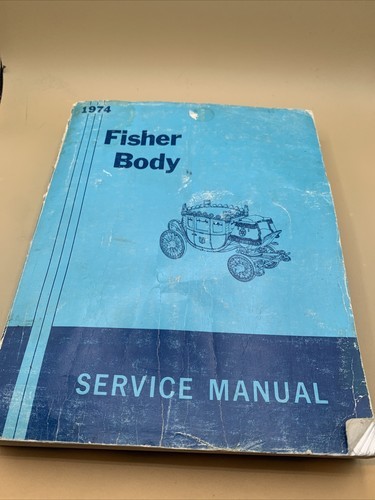 1974
Fisher
Body
SERVICE MANUAL